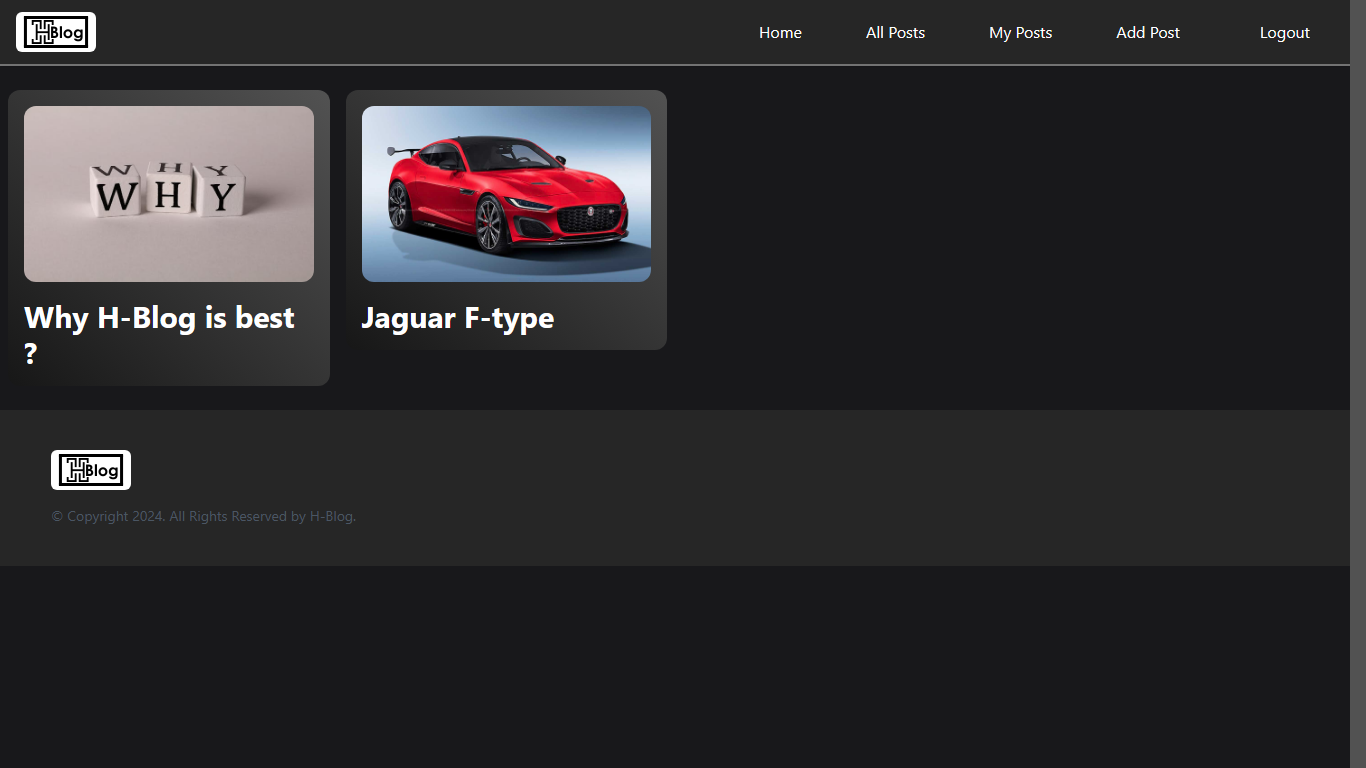 HBlog
Home
All Posts
My Posts
Add Post
Logout
WHY
WHY
Why H-Blog is best
?
Jaguar F-type
HBlog
© Copyright 2024. All Rights Reserved by H-Blog.